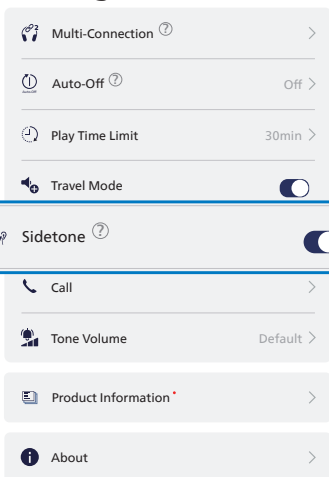 Multi-Connection ?
Auto-Off ? Off
Play Time Limit 30min
Travel Mode
Sidetone ?
Call
Tone Volume Default
Product Information
About